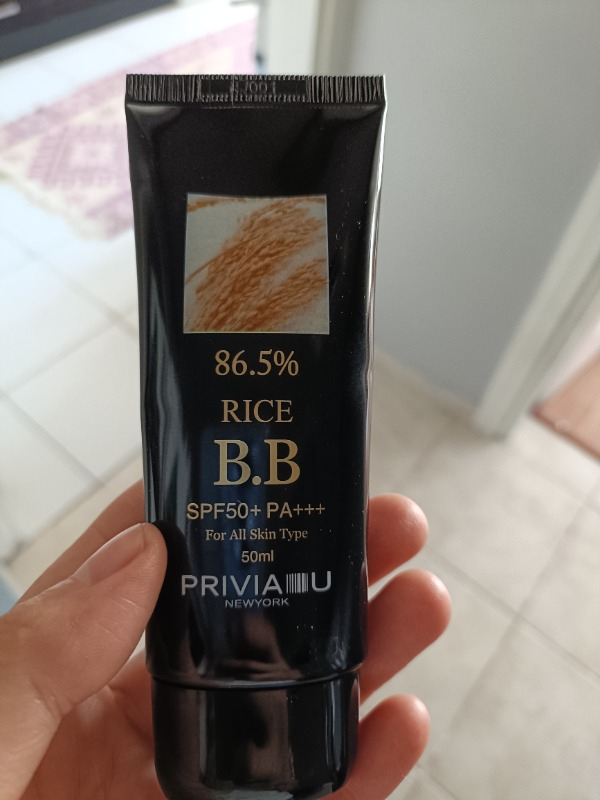 86.5%
RICE
B.B
SPF50+ PA+++
For All Skin Type
50ml
PRIVIA U
NEWYORK